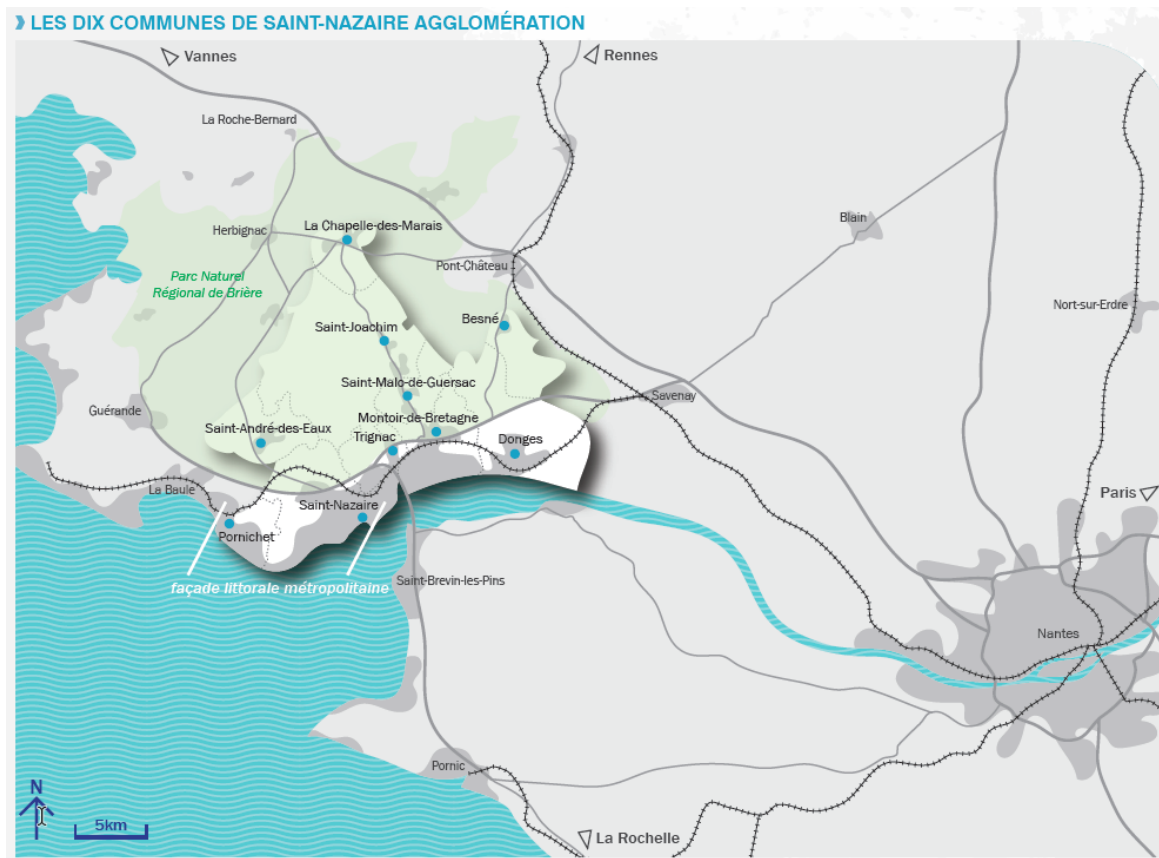 LES DIX COMMUNES DE SAINT-NAZAIRE AGGLOMÉRATION
Vannes
Rennes
La Roche-Bernard
La Chapelle-des-Marais
Herbignac
Blain
Pont-Château
Parc Naturel
Régional de Brière
Nort-sur-Erdre
Besné
Saint-Joachim
Saint-Malo-de-Guersac
Savenay
Guérande
Montoir-de-Bretagne
Saint-André-des-Eaux
Trignac
Donges
La Baule
Paris
Saint-Nazaire
Pornichet
façade littorale métropolitaine
Saint-Brevin-les-Pins
Nantes
Pornic
N
5km
La Rochelle